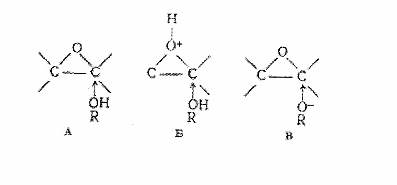 H
O O+ O
C C C C C C
OH OH O−
R R R
А Б В